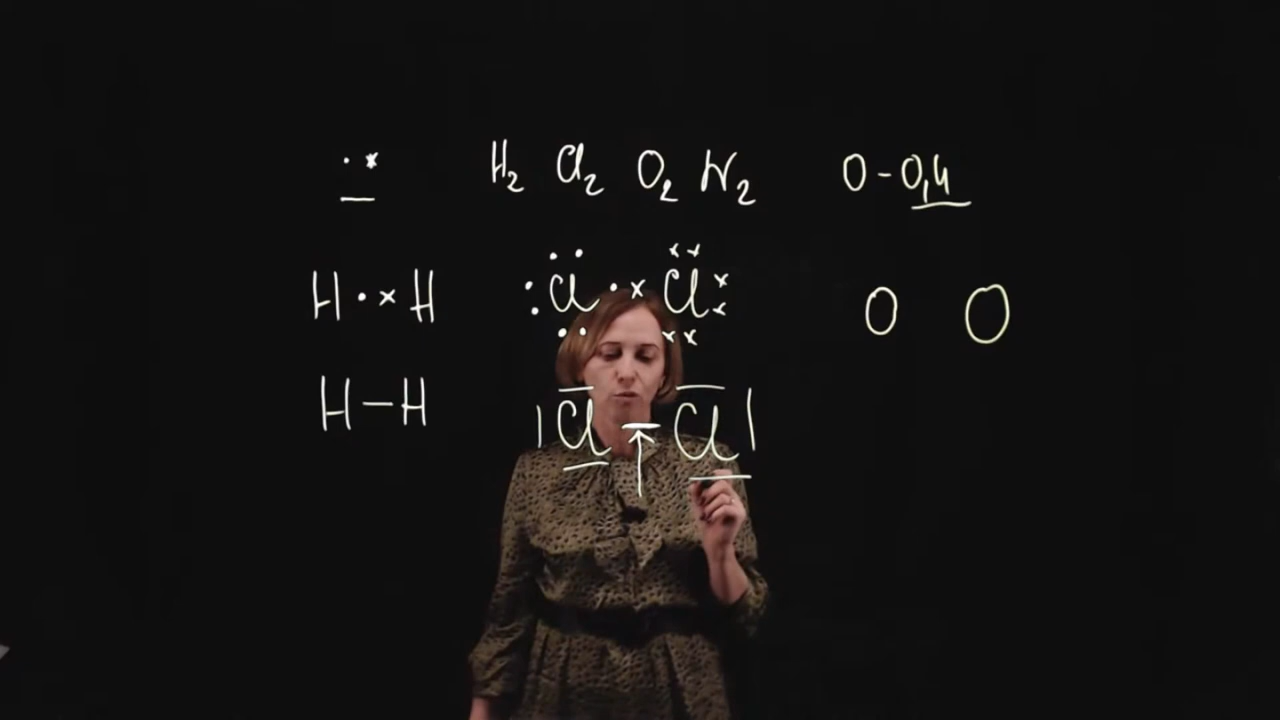 · × H₂ Cl₂ O₂ N₂ 0 - 0,4
H · × H :Cl · × Cl: O O
H — H |Cl — Cl|